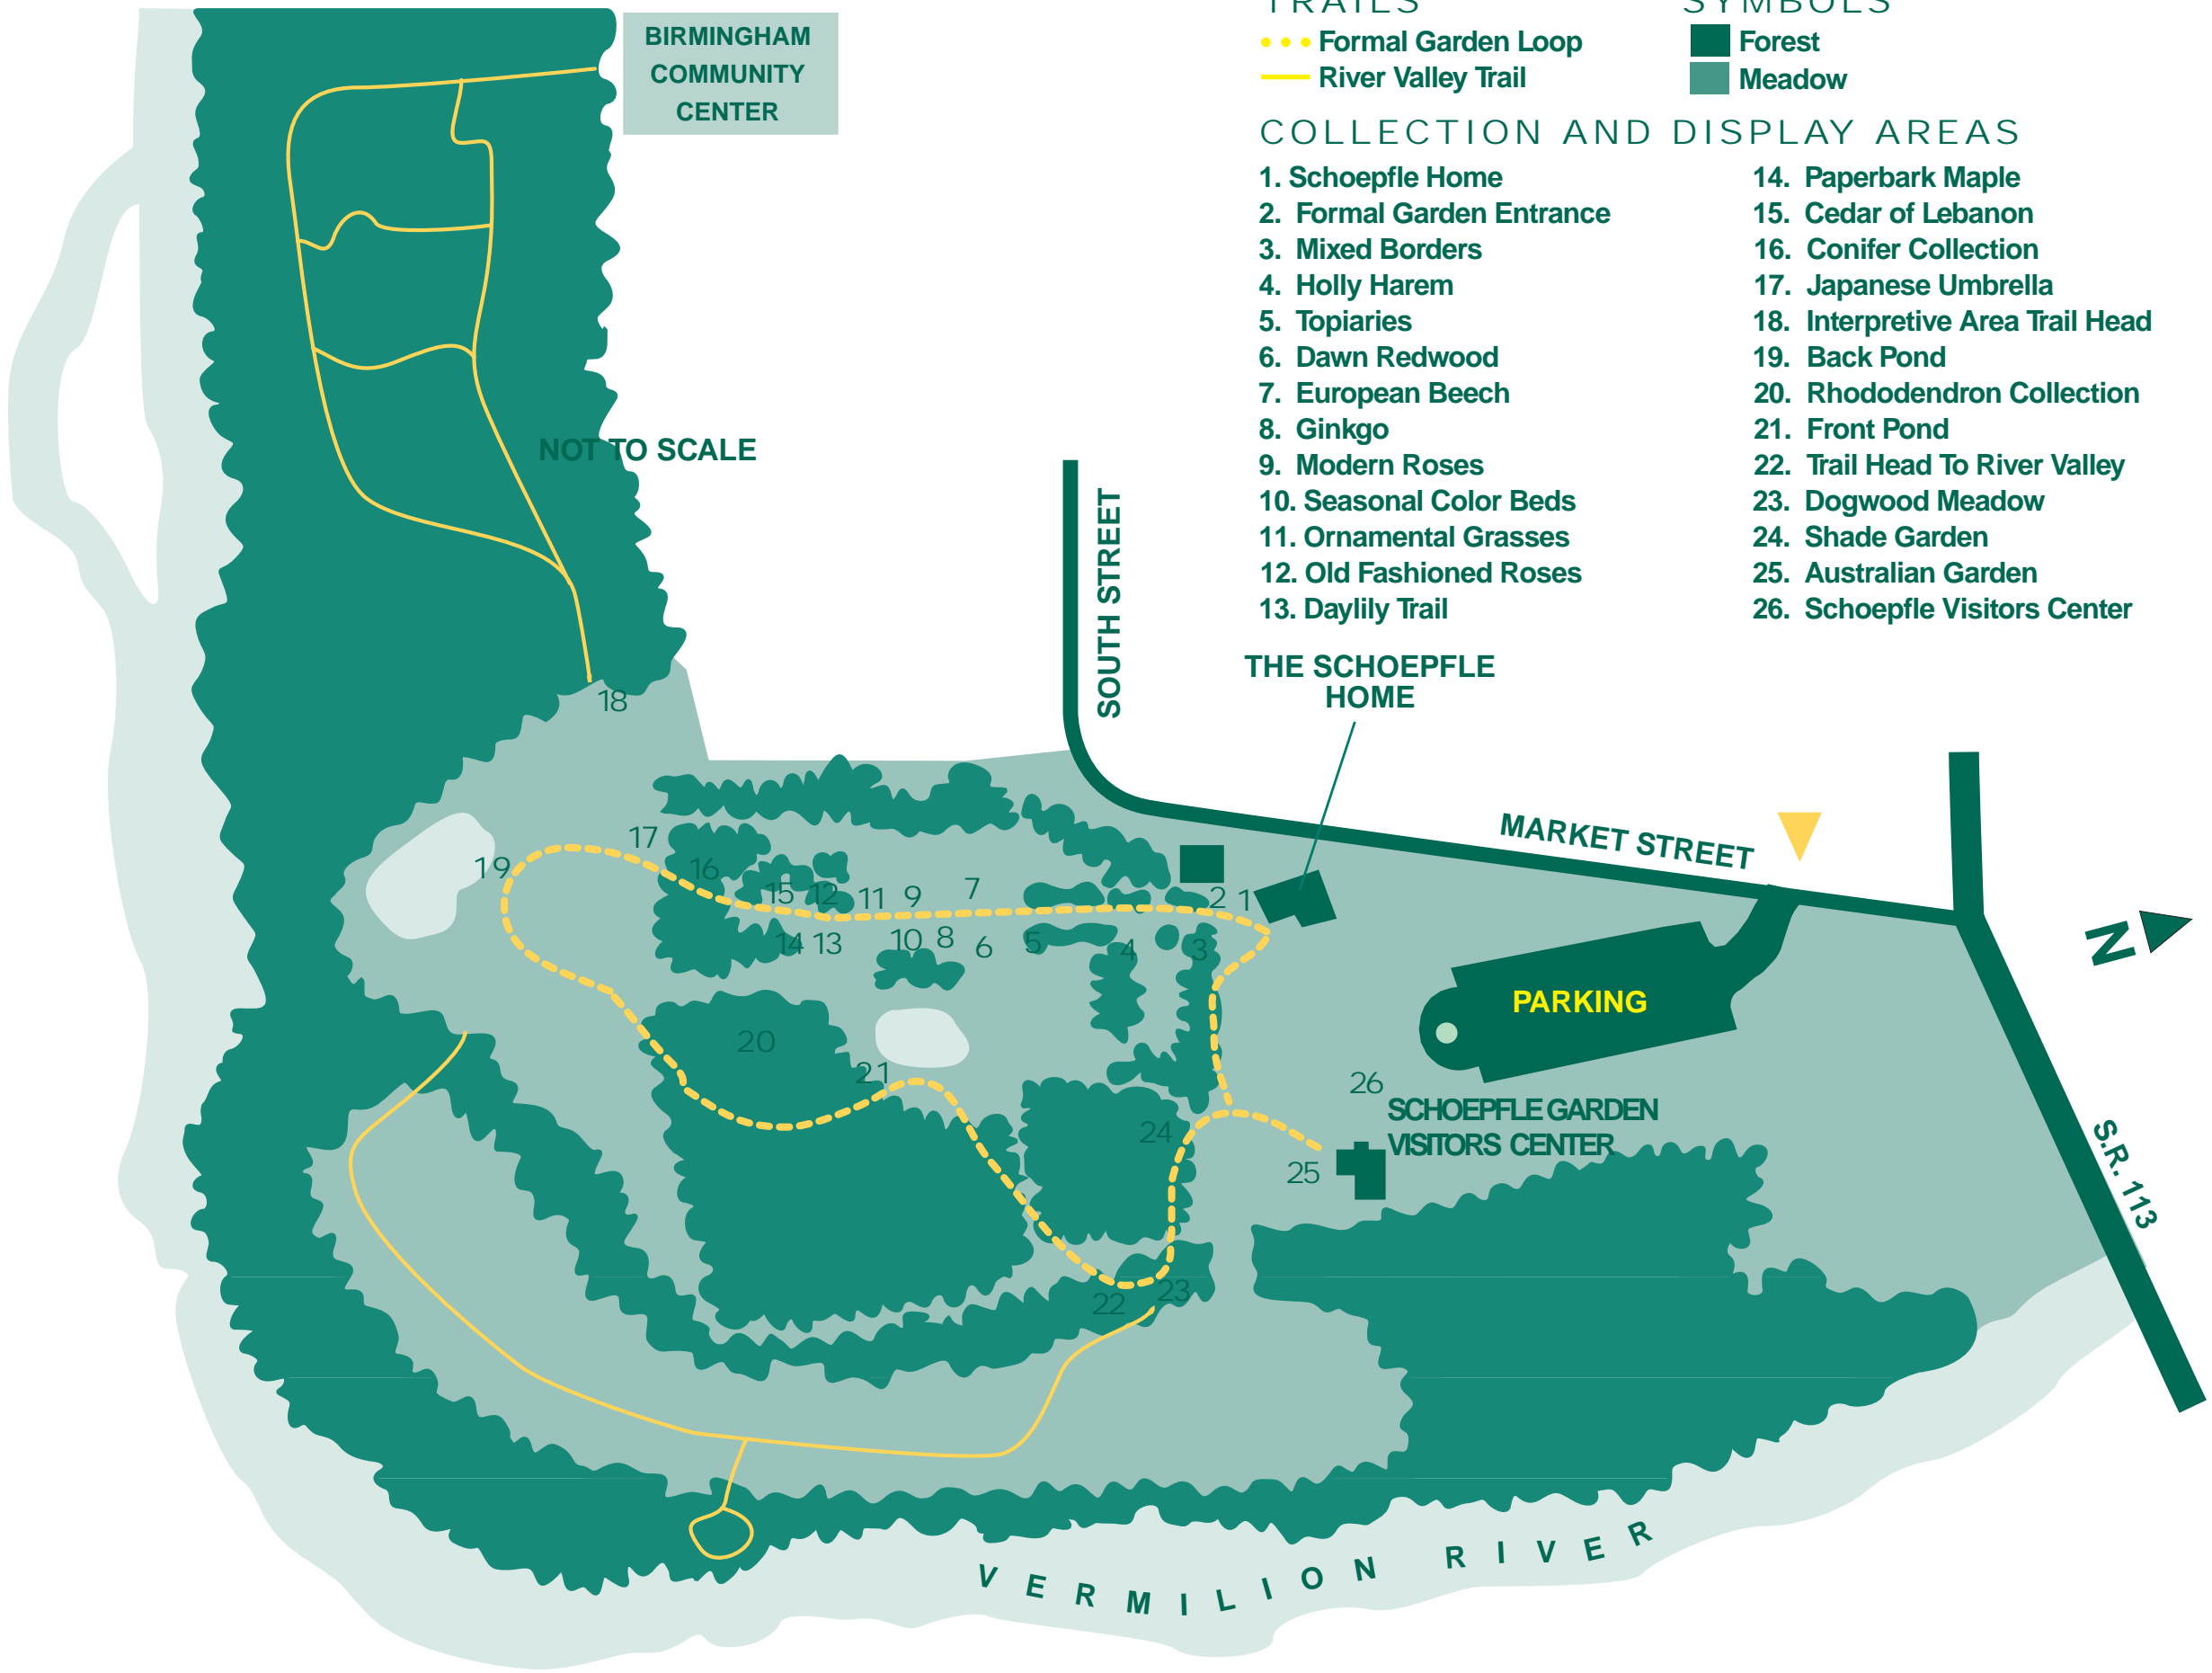 TRAILS
SYMBOLS
Formal Garden Loop
River Valley Trail
Forest
Meadow
BIRMINGHAM
COMMUNITY
CENTER
COLLECTION AND DISPLAY AREAS
1. Schoepfle Home
2. Formal Garden Entrance
3. Mixed Borders
4. Holly Harem
5. Topiaries
6. Dawn Redwood
7. European Beech
8. Ginkgo
9. Modern Roses
10. Seasonal Color Beds
11. Ornamental Grasses
12. Old Fashioned Roses
13. Daylily Trail
14. Paperbark Maple
15. Cedar of Lebanon
16. Conifer Collection
17. Japanese Umbrella
18. Interpretive Area Trail Head
19. Back Pond
20. Rhododendron Collection
21. Front Pond
22. Trail Head To River Valley
23. Dogwood Meadow
24. Shade Garden
25. Australian Garden
26. Schoepfle Visitors Center
NOT TO SCALE
SOUTH STREET
THE SCHOEPFLE
HOME
MARKET STREET
18
17
19
16
15
12
11
9
7
2
1
14
13
10
8
6
5
4
3
N
PARKING
20
21
26
SCHOEPFLE GARDEN
VISITORS CENTER
24
25
S.R. 113
22
23
VERMILION RIVER